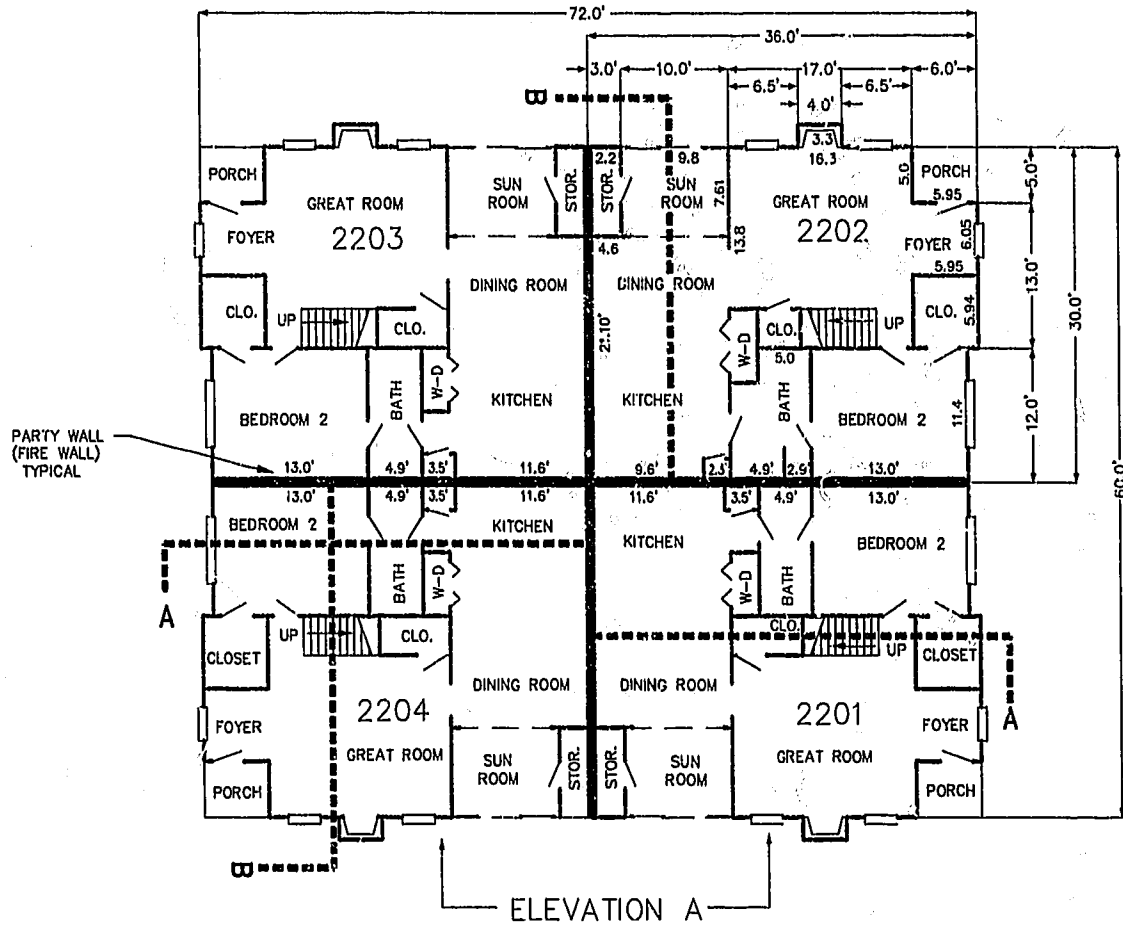 72.0'
36.0'
3.0' 10.0' 17.0' 6.0'
6.5' 6.5'
4.0'
B
3.3
16.3
PORCH
SUN ROOM
STOR.
STOR.
2.2
9.8
SUN ROOM
7.61
GREAT ROOM
5.0
PORCH
5.95
5.0'
GREAT ROOM
2203
FOYER
2202
FOYER
6.05
5.95
13.8
4.6
DINING ROOM
DINING ROOM
13.0'
30.0'
60.0'
CLO.
UP
CLO.
CLO.
UP
CLO.
5.94
5.0
W-D
W-D
BATH
BATH
KITCHEN
KITCHEN
BEDROOM 2
BEDROOM 2
11.4
12.0'
PARTY WALL
(FIRE WALL)
TYPICAL
13.0' 4.9' 3.5' 11.6' 9.6' 4.9' 2.9' 13.0'
13.0' 4.9' 3.5' 11.6' 11.6' 3.5' 4.9' 13.0'
BEDROOM 2
KITCHEN
KITCHEN
BEDROOM 2
A
BATH
W-D
W-D
BATH
UP
CLO.
CLO.
UP
CLOSET
CLOSET
DINING ROOM
DINING ROOM
A
2204
2201
FOYER
FOYER
GREAT ROOM
GREAT ROOM
SUN ROOM
STOR.
STOR.
SUN ROOM
PORCH
PORCH
B
ELEVATION A